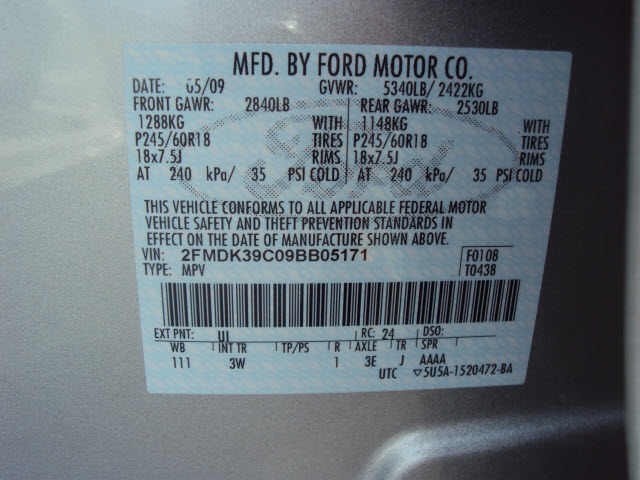 MFD. BY FORD MOTOR CO.
DATE: 05/09 GVWR: 5340LB/ 2422KG
FRONT GAWR: 2840LB REAR GAWR: 2530LB
1288KG WITH 1148KG WITH
P245/60R18 TIRES P245/60R18 TIRES
18x7.5J RIMS 18x7.5J RIMS
AT 240 kPa/ 35 PSI COLD AT 240 kPa/ 35 PSI COLD
Ford
THIS VEHICLE CONFORMS TO ALL APPLICABLE FEDERAL MOTOR
VEHICLE SAFETY AND THEFT PREVENTION STANDARDS IN
EFFECT ON THE DATE OF MANUFACTURE SHOWN ABOVE.
VIN: 2FMDK39C09BB05171 F0108
TYPE: MPV T0438
EXT PNT: UI RC: 24 DSO:
WB INT TR TP/PS R AXLE TR SPR
111 3W 1 3E J AAAA
UTC ▽5U5A-1520472-BA